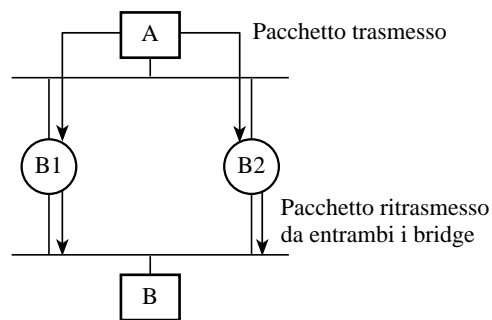 A
Pacchetto trasmesso
B1
B2
Pacchetto ritrasmesso
da entrambi i bridge
B